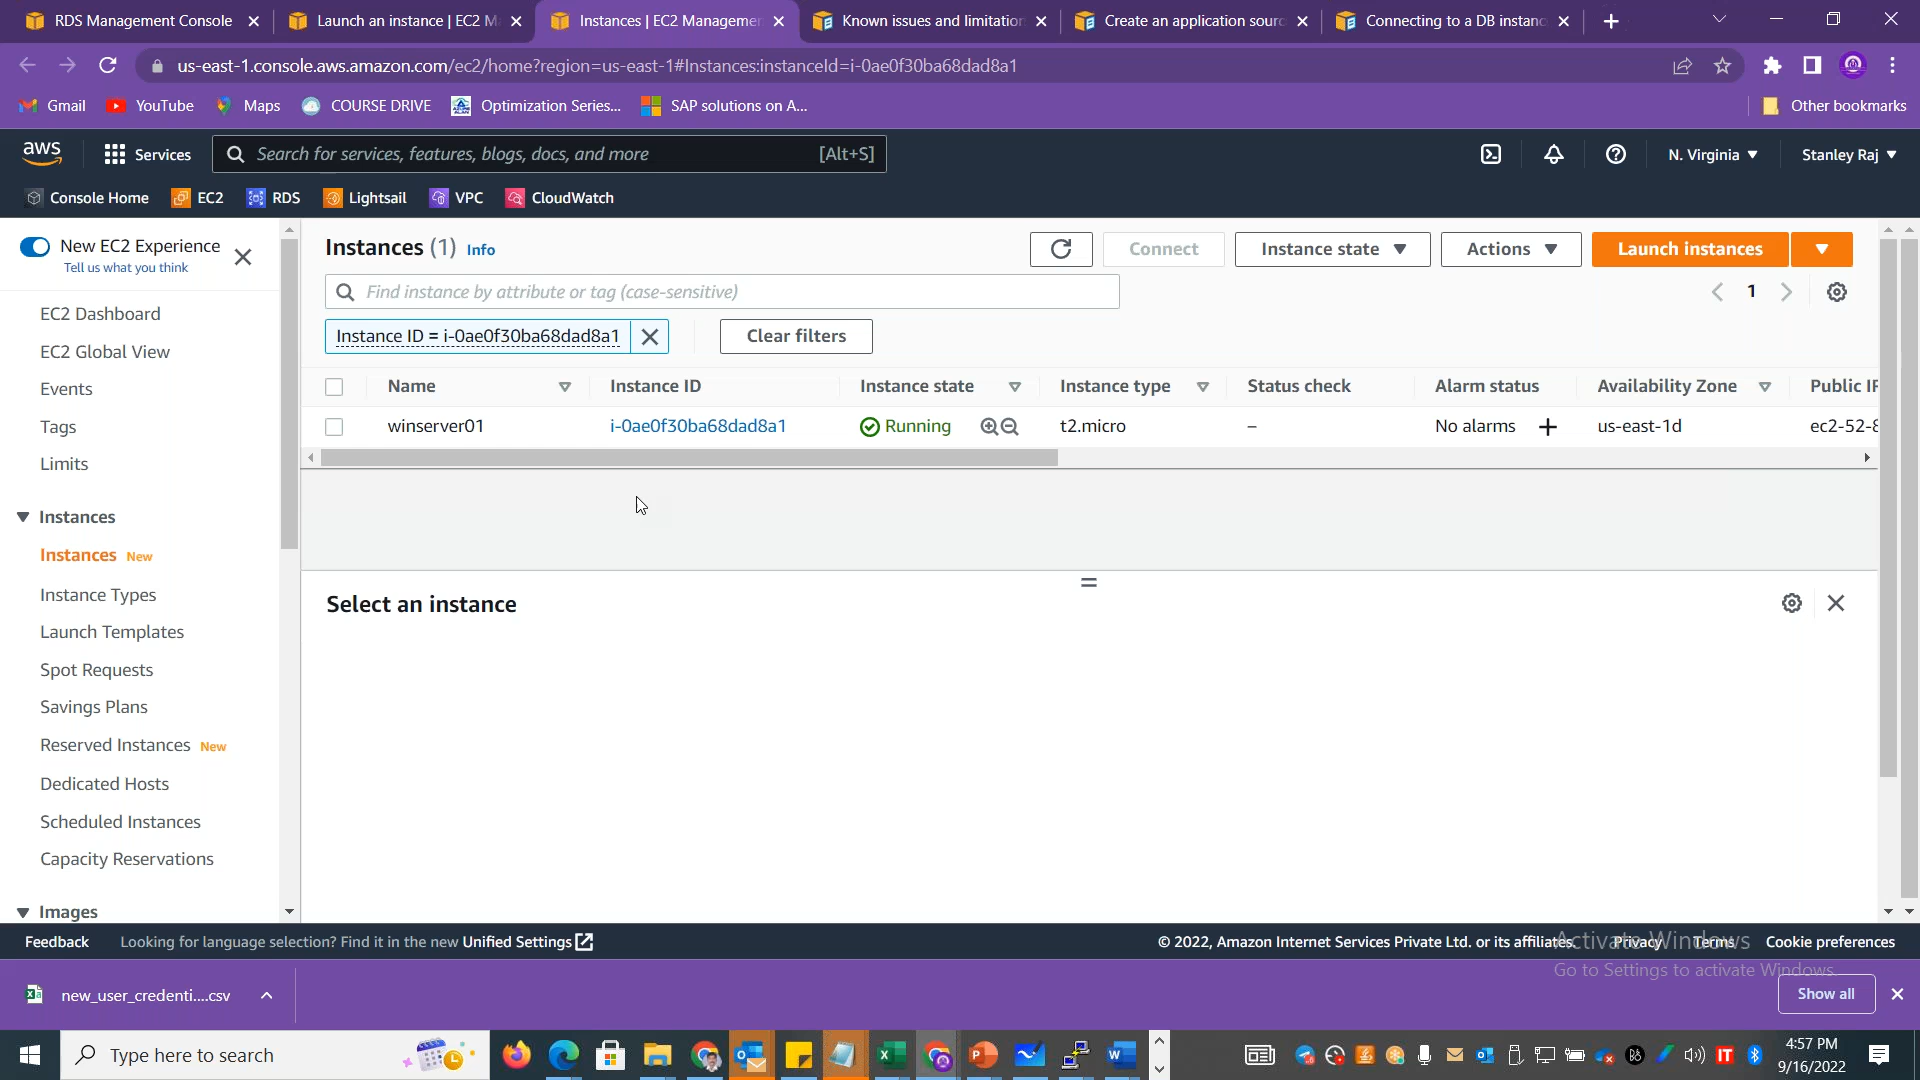 RDS Management Console
Launch an instance | EC2 M
Instances | EC2 Manageme
Known issues and limitation
Create an application sourc
Connecting to a DB instanc
us-east-1.console.aws.amazon.com/ec2/home?region=us-east-1#Instances:instanceId=i-0ae0f30ba68dad8a1
Gmail
YouTube
Maps
COURSE DRIVE
Optimization Series...
SAP solutions on A...
Other bookmarks
aws
Services
Search for services, features, blogs, docs, and more
[Alt+S]
N. Virginia
Stanley Raj
Console Home
EC2
RDS
Lightsail
VPC
CloudWatch
New EC2 Experience
Tell us what you think
EC2 Dashboard
EC2 Global View
Events
Tags
Limits
Instances
Instances New
Instance Types
Launch Templates
Spot Requests
Savings Plans
Reserved Instances New
Dedicated Hosts
Scheduled Instances
Capacity Reservations
Images
Instances (1) Info
Connect
Instance state
Actions
Launch instances
Find instance by attribute or tag (case-sensitive)
1
Instance ID = i-0ae0f30ba68dad8a1
Clear filters
Name
Instance ID
Instance state
Instance type
Status check
Alarm status
Availability Zone
Public IP
winserver01
i-0ae0f30ba68dad8a1
Running
t2.micro
–
No alarms
us-east-1d
ec2-52-8
Select an instance
Feedback
Looking for language selection? Find it in the new Unified Settings
© 2022, Amazon Internet Services Private Ltd. or its affiliates.
Privacy
Terms
Cookie preferences
Activate Windows
Go to Settings to activate Windows.
new_user_credenti....csv
Show all
Type here to search
4:57 PM
9/16/2022